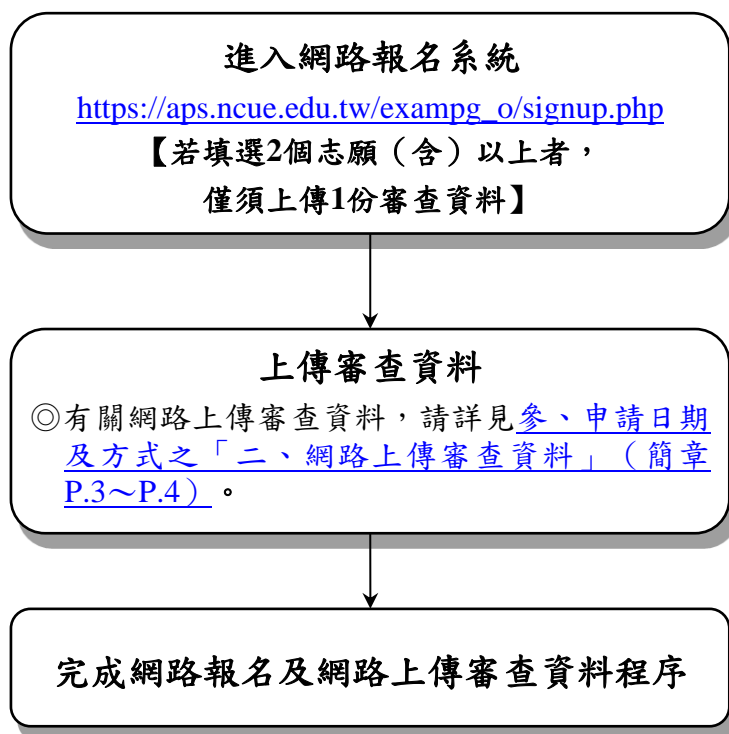 進入網路報名系統
https://aps.ncue.edu.tw/exampg_o/signup.php
【若填選2個志願（含）以上者，
僅須上傳1份審查資料】
上傳審查資料
◎有關網路上傳審查資料，請詳見參、申請日期
及方式之「二、網路上傳審查資料」（簡章
P.3～P.4）。
完成網路報名及網路上傳審查資料程序